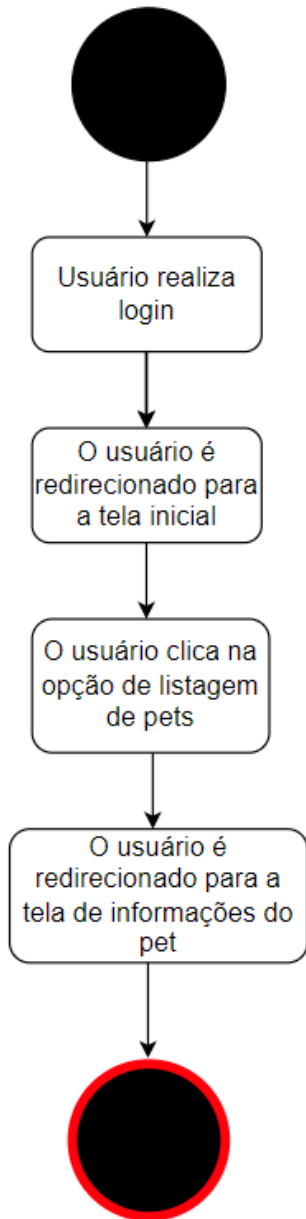 Usuário realiza
login
O usuário é
redirecionado para
a tela inicial
O usuário clica na
opção de listagem
de pets
O usuário é
redirecionado para a
tela de informações do
pet